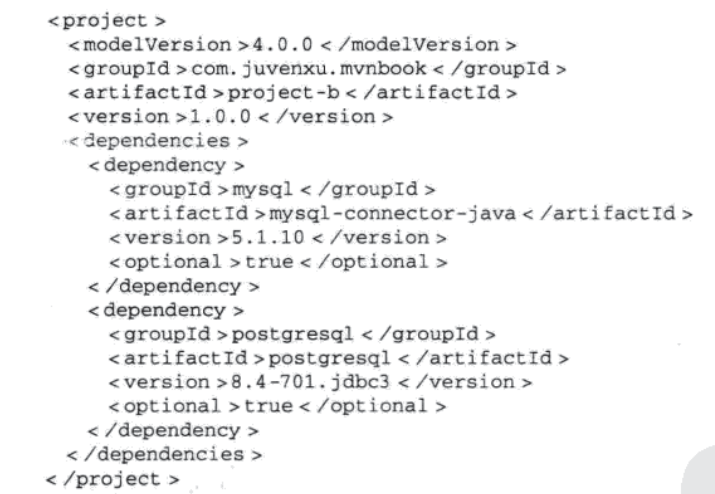 <project>
<modelVersion>4.0.0</modelVersion>
<groupId>com.juvenxu.mvnbook</groupId>
<artifactId>project-b</artifactId>
<version>1.0.0</version>
<dependencies>
<dependency>
<groupId>mysql</groupId>
<artifactId>mysql-connector-java</artifactId>
<version>5.1.10</version>
<optional>true</optional>
</dependency>
<dependency>
<groupId>postgresql</groupId>
<artifactId>postgresql</artifactId>
<version>8.4-701.jdbc3</version>
<optional>true</optional>
</dependency>
</dependencies>
</project>